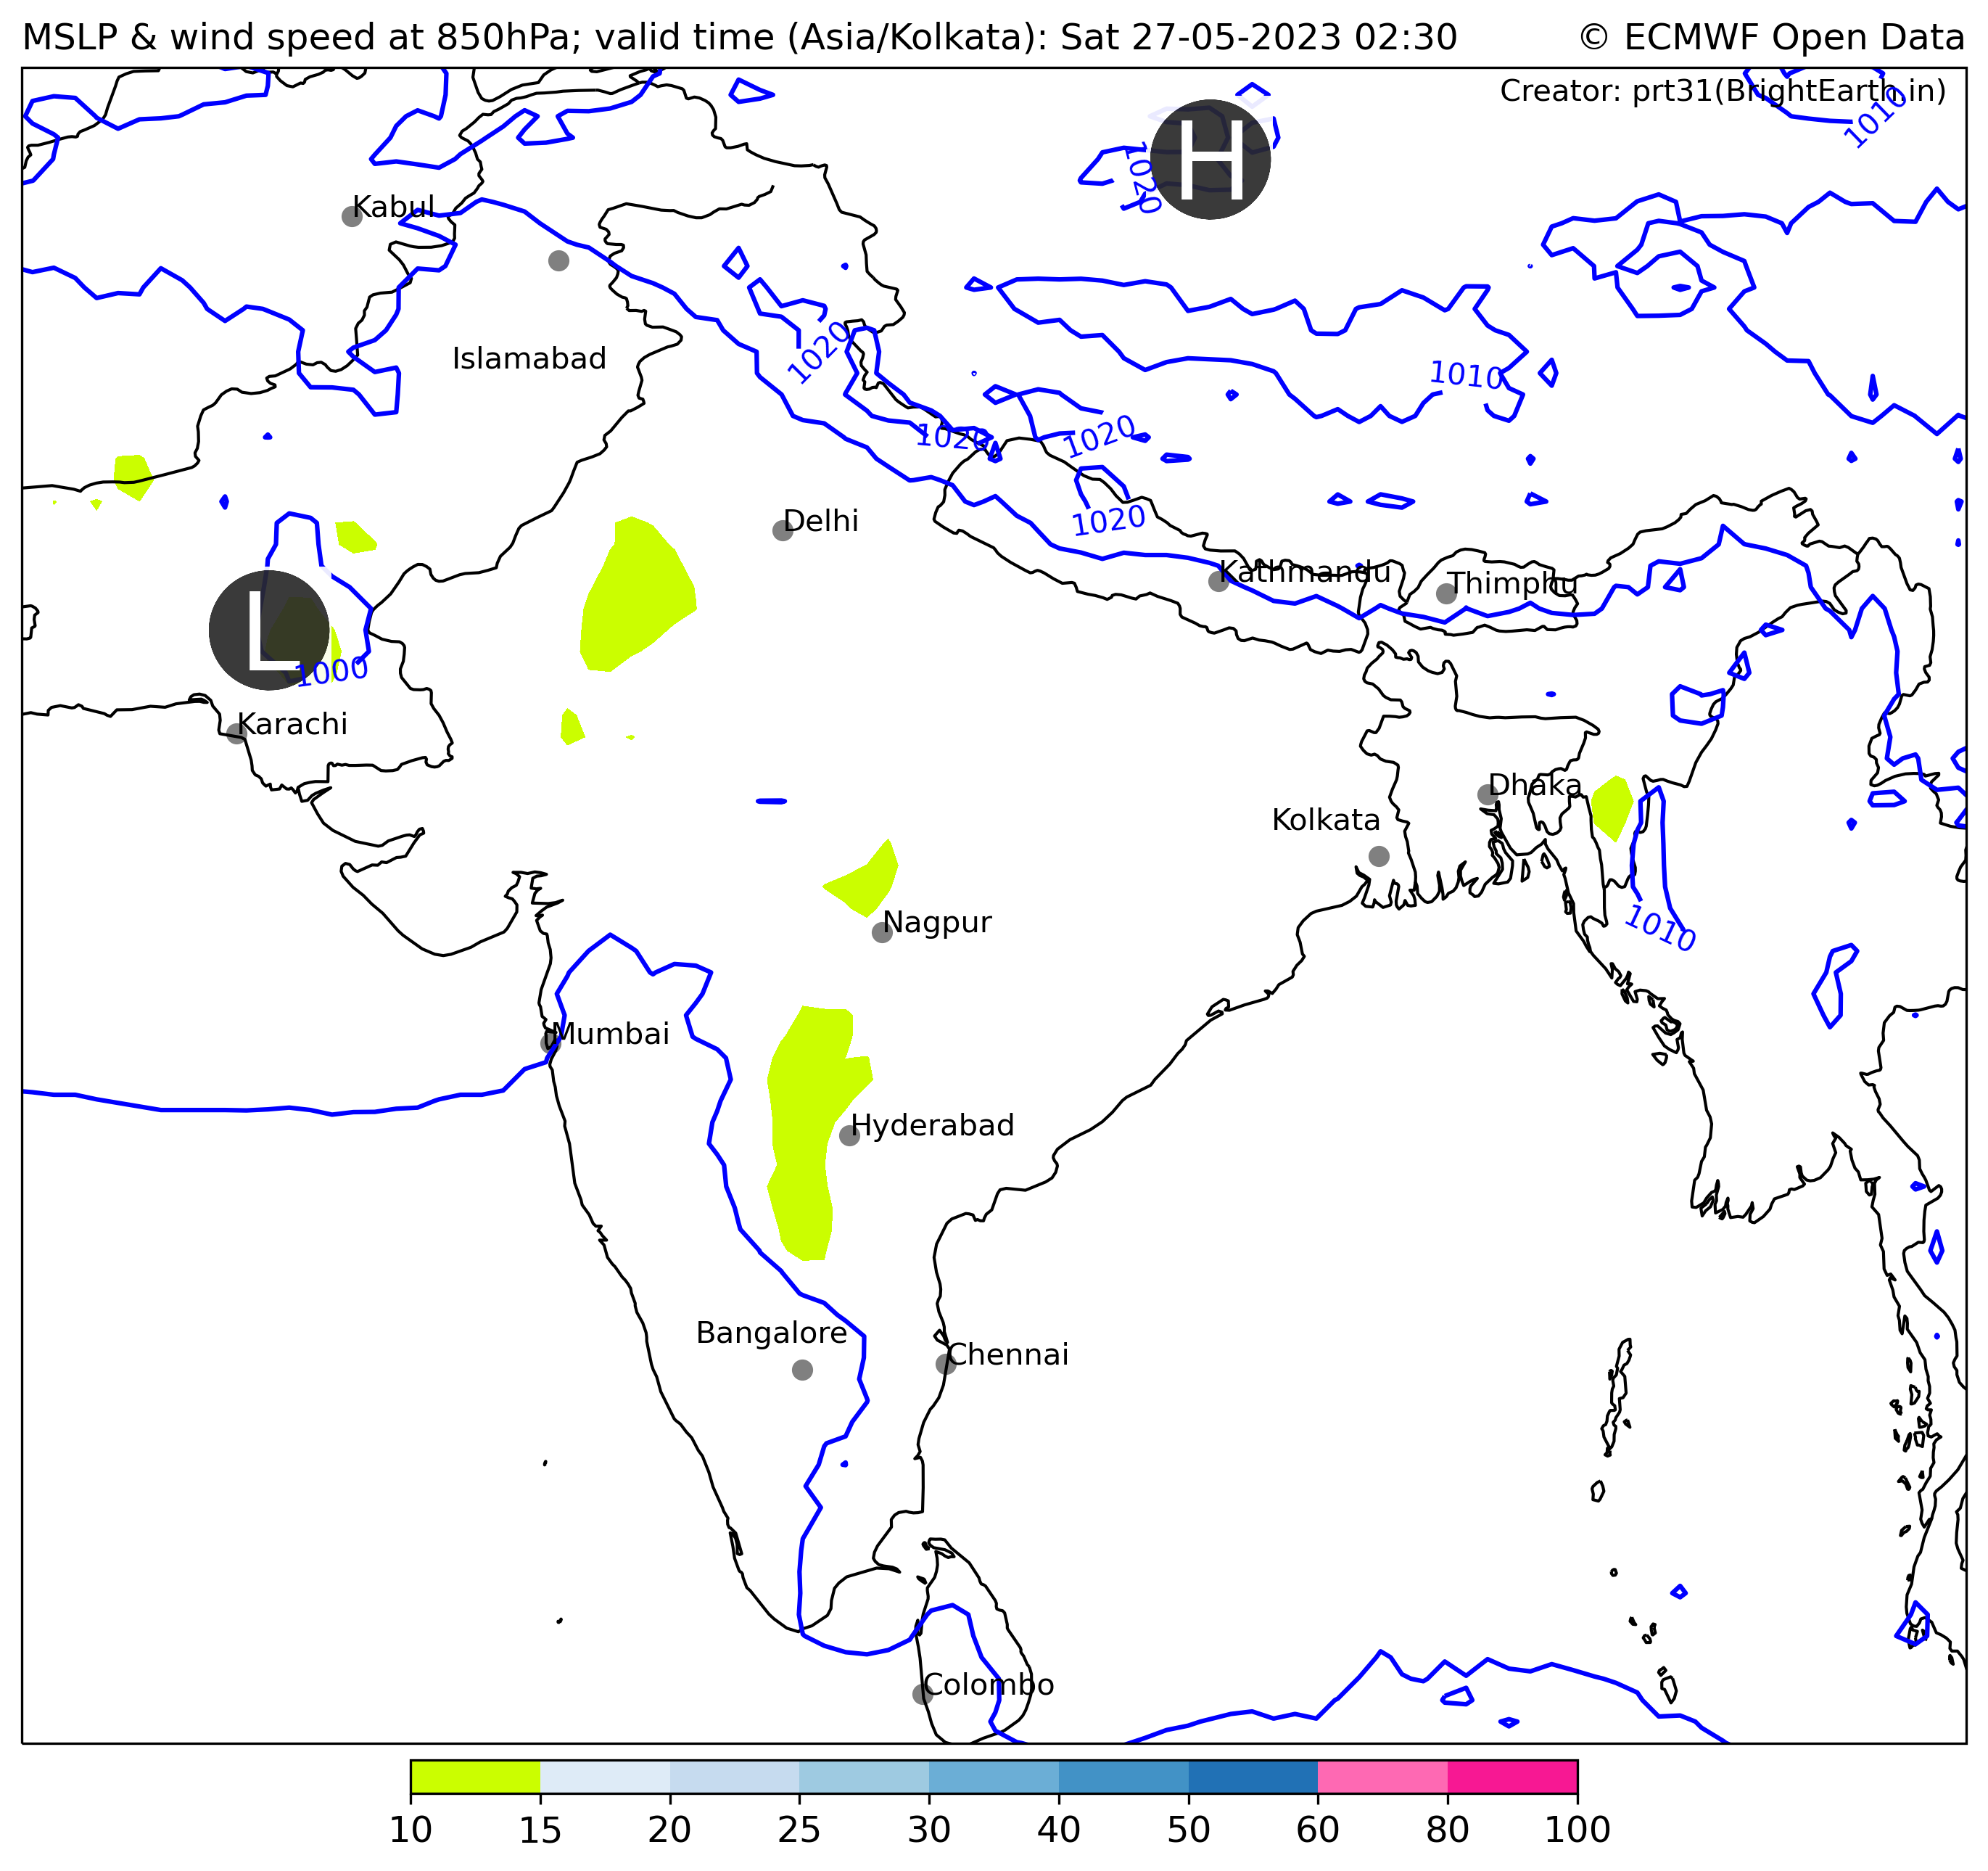 MSLP & wind speed at 850hPa; valid time (Asia/Kolkata): Sat 27-05-2023 02:30
© ECMWF Open Data
Creator: prt31(BrightEarth.in)
1010
H
1020
Kabul
Islamabad
1020
1010
1020
1020
1020
Delhi
Kathmandu
Thimphu
L
1000
Karachi
Dhaka
Kolkata
Nagpur
1010
Mumbai
Hyderabad
Bangalore
Chennai
Colombo
10 15 20 25 30 40 50 60 80 100